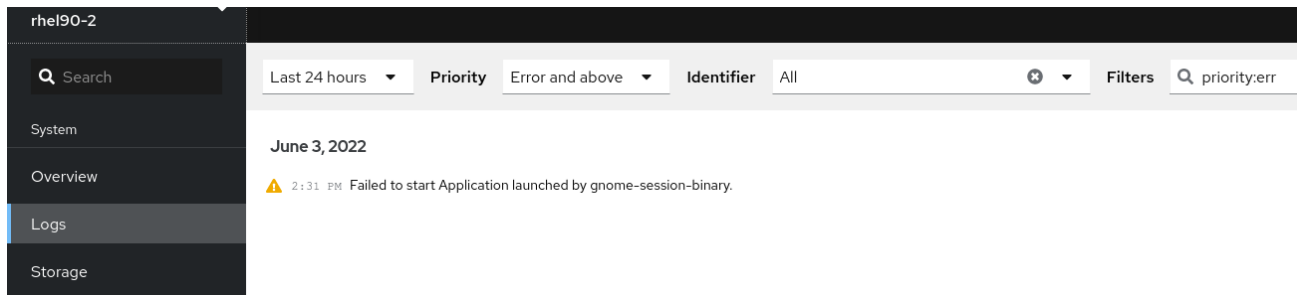 rhel90-2
Search
Last 24 hours Priority Error and above Identifier All Filters priority:err
System
Overview
Logs
Storage
June 3, 2022
2:31 PM Failed to start Application launched by gnome-session-binary.